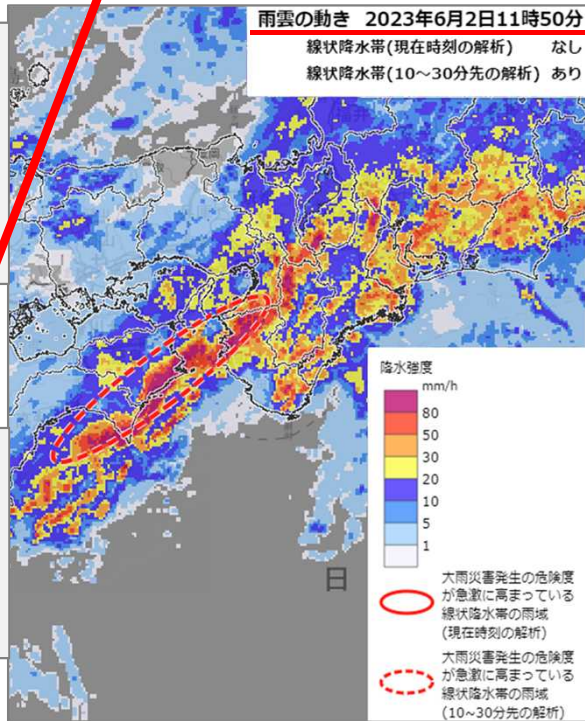 雨雲の動き 2023年6月2日11時50分
線状降水帯(現在時刻の解析) なし
線状降水帯(10～30分先の解析) あり
降水強度
mm/h
80
50
30
20
10
5
1
日
大雨災害発生の危険度
が急激に高まっている
線状降水帯の雨域
(現在時刻の解析)
大雨災害発生の危険度
が急激に高まっている
線状降水帯の雨域
(10~30分先の解析)